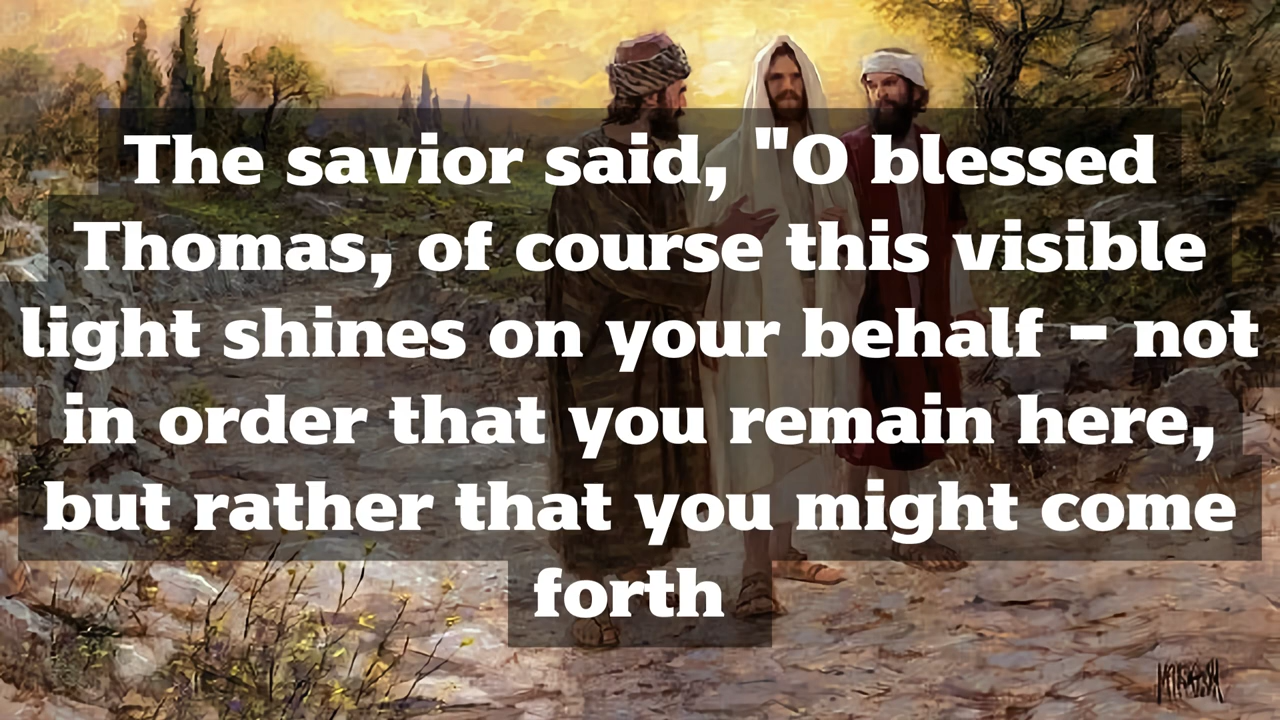 The savior said, "O blessed
Thomas, of course this visible
light shines on your behalf - not
in order that you remain here,
but rather that you might come
forth